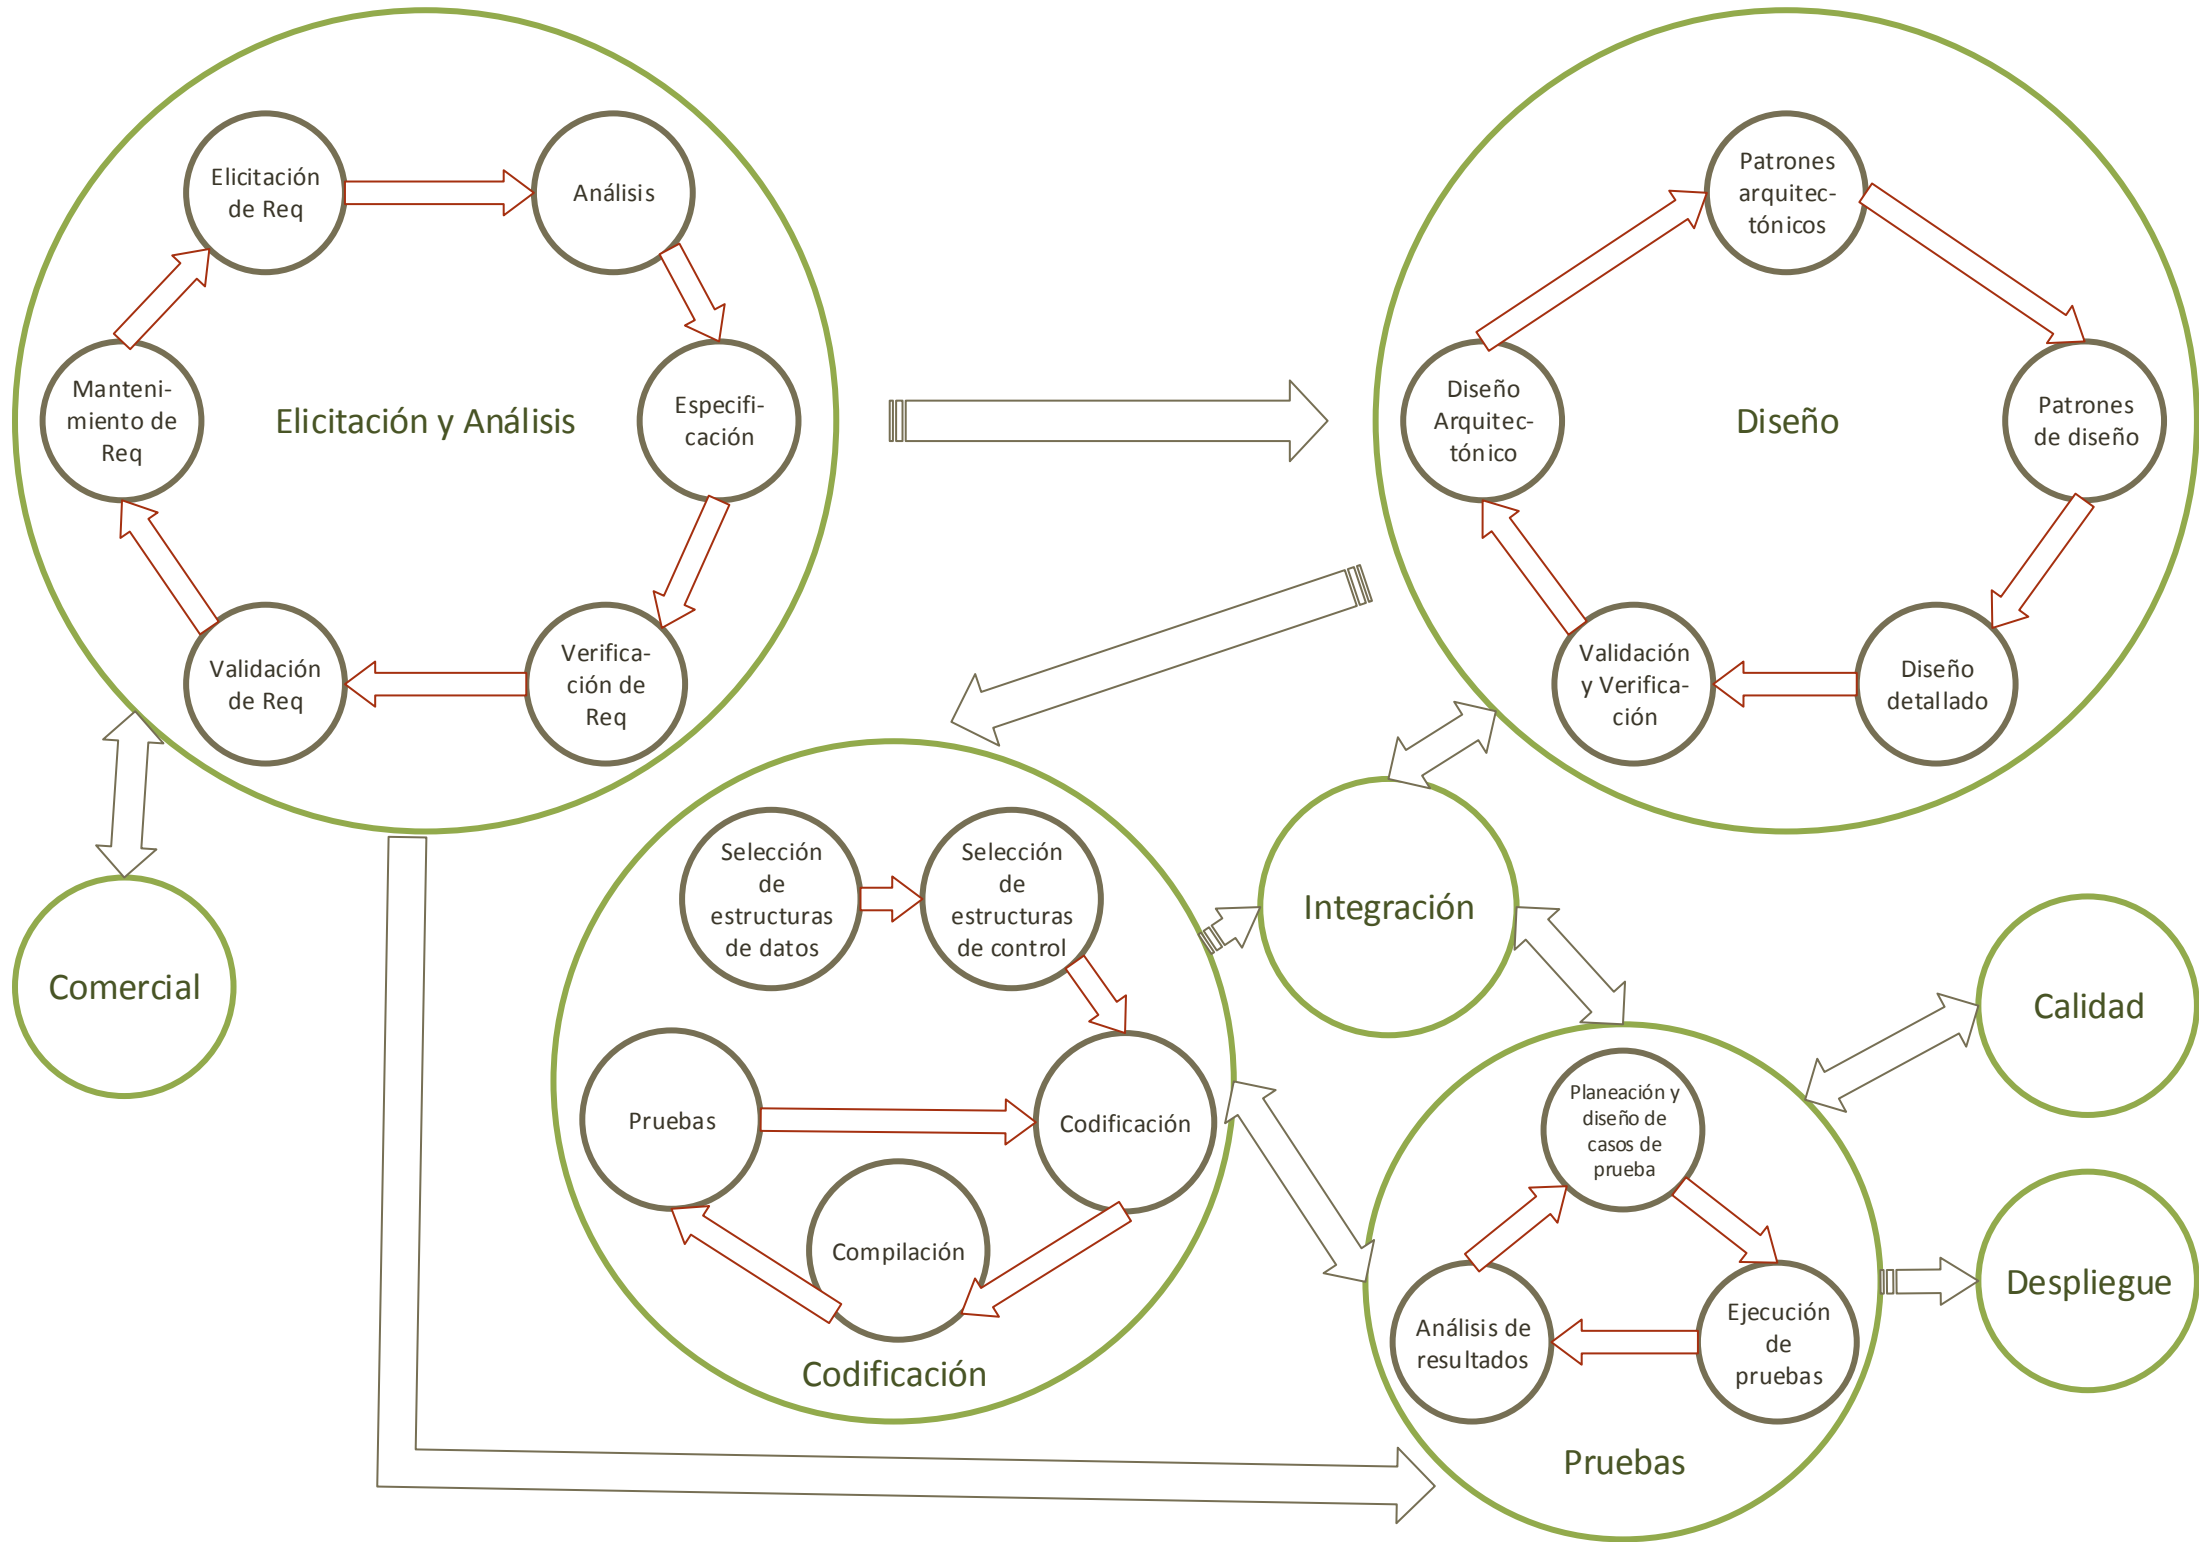 Elicitación
de Req
Análisis
Manteni-
miento de
Req
Elicitación y Análisis
Especifi-
cación
Validación
de Req
Verifica-
ción de
Req
Patrones
arquitec-
tónicos
Diseño
Arquitec-
tónico
Diseño
Patrones
de diseño
Validación
y Verifica-
ción
Diseño
detallado
Comercial
Selección
de
estructuras
de datos
Selección
de
estructuras
de control
Pruebas
Codificación
Compilación
Codificación
Integración
Calidad
Planeación y
diseño de
casos de
prueba
Análisis de
resultados
Ejecución
de
pruebas
Pruebas
Despliegue